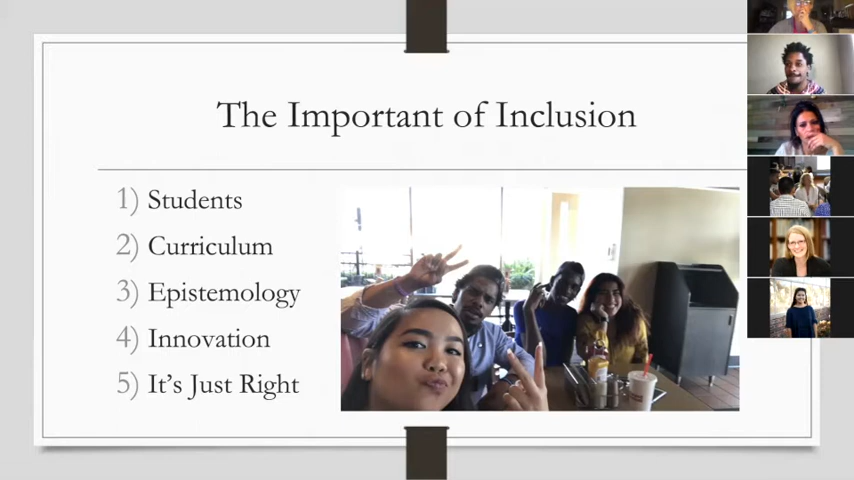 The Important of Inclusion
1) Students
2) Curriculum
3) Epistemology
4) Innovation
5) It's Just Right